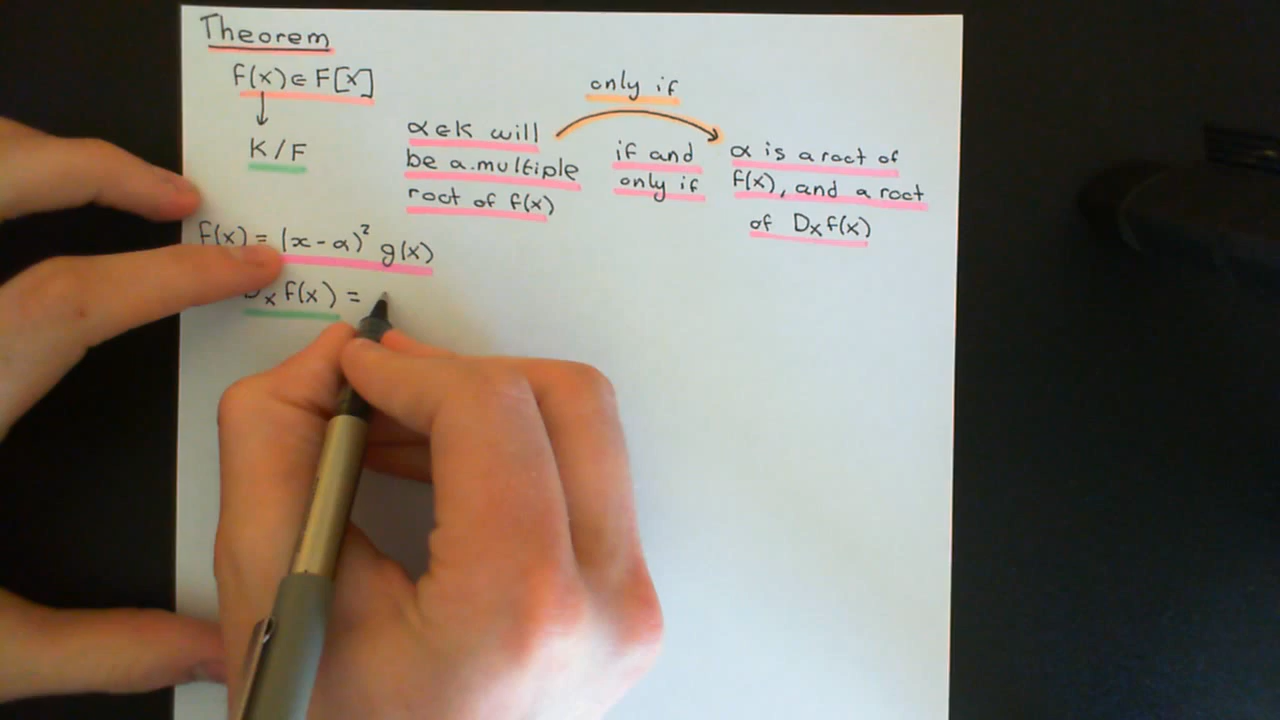 Theorem
f(x) ∈ F[x]
K/F
only if
α ∈ K will
be a multiple
root of f(x)
if and
only if
α is a root of
f(x), and a root
of Dₓf(x)
f(x) = (x - α)² g(x)
Dₓ f(x) =